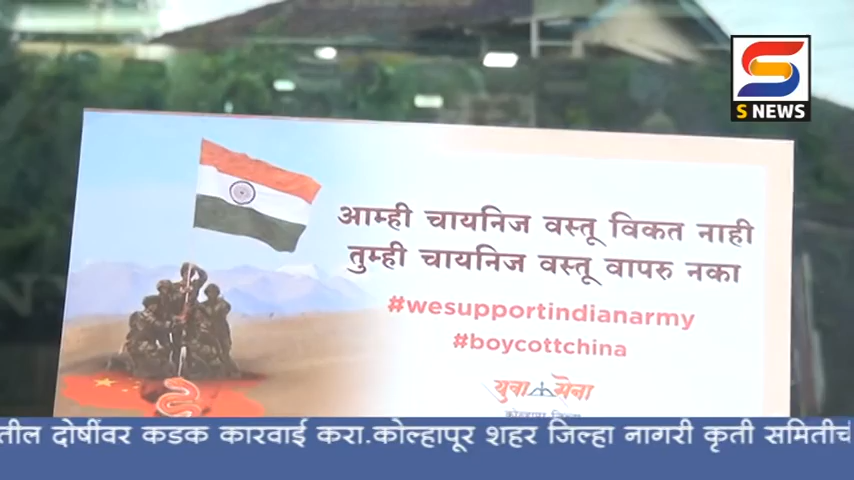 S NEWS
आम्ही चायनिज वस्तू विकत नाही
तुम्ही चायनिज वस्तू वापरु नका
#wesupportindianarmy
#boycottchina
युवा सेना
कोल्हापूर जिल्हा
तील दोषींवर कडक कारवाई करा.कोल्हापूर शहर जिल्हा नागरी कृती समितीची